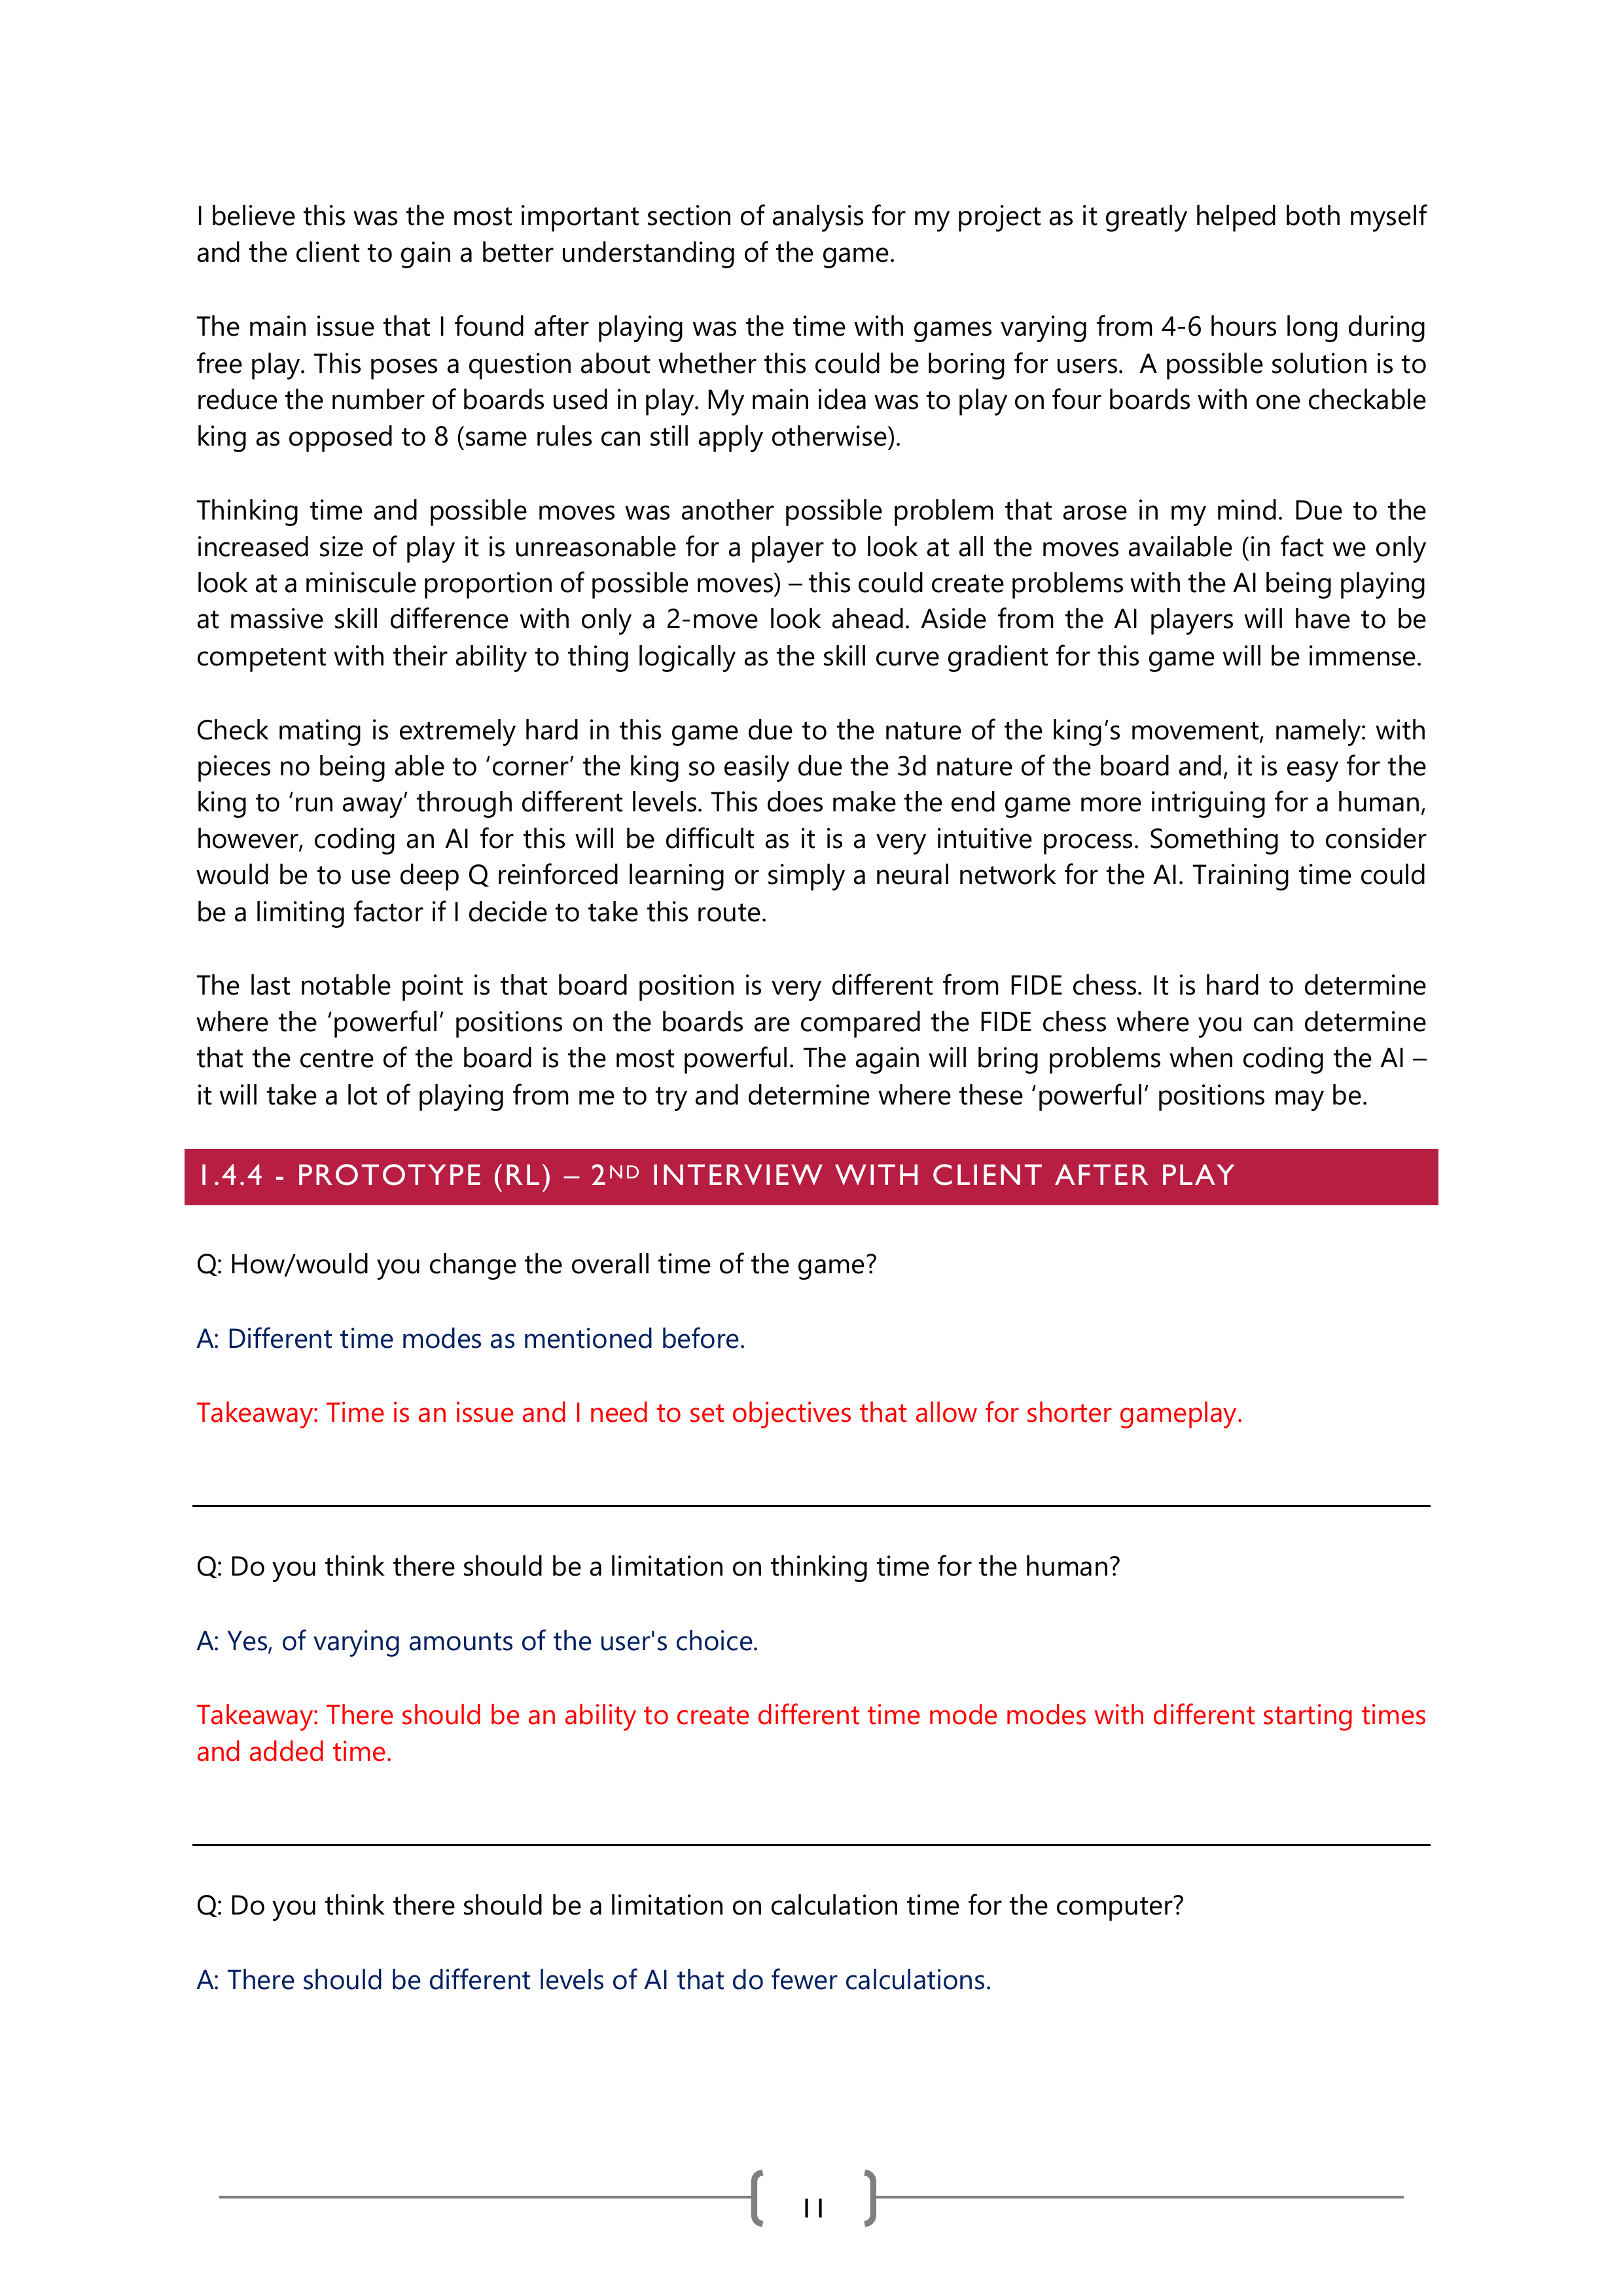 I believe this was the most important section of analysis for my project as it greatly helped both myself
and the client to gain a better understanding of the game.
The main issue that I found after playing was the time with games varying from 4-6 hours long during
free play. This poses a question about whether this could be boring for users.  A possible solution is to
reduce the number of boards used in play. My main idea was to play on four boards with one checkable
king as opposed to 8 (same rules can still apply otherwise).
Thinking time and possible moves was another possible problem that arose in my mind. Due to the
increased size of play it is unreasonable for a player to look at all the moves available (in fact we only
look at a miniscule proportion of possible moves) – this could create problems with the AI being playing
at massive skill difference with only a 2-move look ahead. Aside from the AI players will have to be
competent with their ability to thing logically as the skill curve gradient for this game will be immense.
Check mating is extremely hard in this game due to the nature of the king’s movement, namely: with
pieces no being able to ‘corner’ the king so easily due the 3d nature of the board and, it is easy for the
king to ‘run away’ through different levels. This does make the end game more intriguing for a human,
however, coding an AI for this will be difficult as it is a very intuitive process. Something to consider
would be to use deep Q reinforced learning or simply a neural network for the AI. Training time could
be a limiting factor if I decide to take this route.
The last notable point is that board position is very different from FIDE chess. It is hard to determine
where the ‘powerful’ positions on the boards are compared the FIDE chess where you can determine
that the centre of the board is the most powerful. The again will bring problems when coding the AI –
it will take a lot of playing from me to try and determine where these ‘powerful’ positions may be.
1.4.4 - PROTOTYPE (RL) – 2ND INTERVIEW WITH CLIENT AFTER PLAY
Q: How/would you change the overall time of the game?
A: Different time modes as mentioned before.
Takeaway: Time is an issue and I need to set objectives that allow for shorter gameplay.
Q: Do you think there should be a limitation on thinking time for the human?
A: Yes, of varying amounts of the user's choice.
Takeaway: There should be an ability to create different time mode modes with different starting times
and added time.
Q: Do you think there should be a limitation on calculation time for the computer?
A: There should be different levels of AI that do fewer calculations.
11